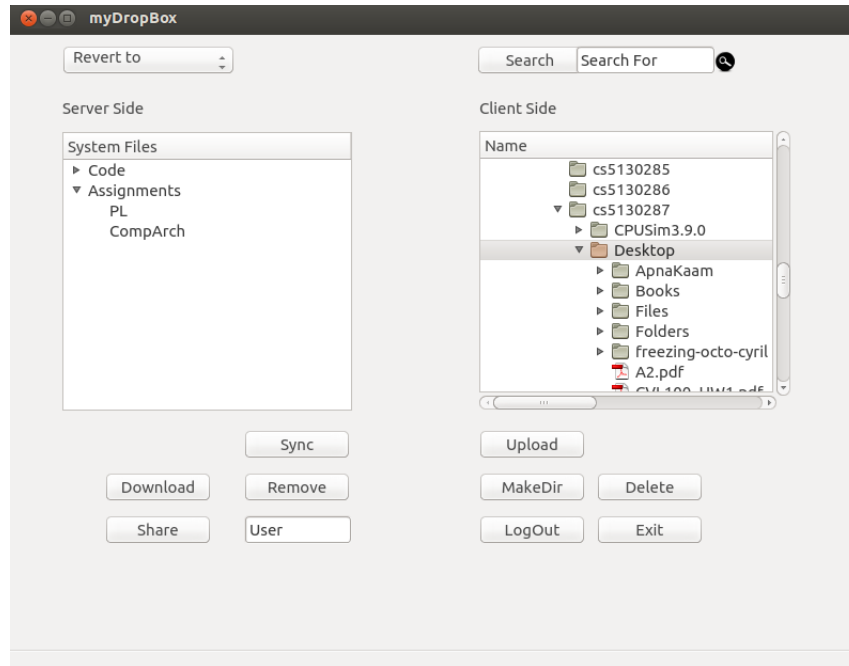 myDropBox
Revert to
Search Search For
Server Side
Client Side
System Files
Code
Assignments
PL
CompArch
Name
cs5130285
cs5130286
cs5130287
CPUSim3.9.0
Desktop
ApnaKaam
Books
Files
Folders
freezing-octo-cyril
A2.pdf
Sync
Upload
Download
Remove
MakeDir
Delete
Share
User
LogOut
Exit